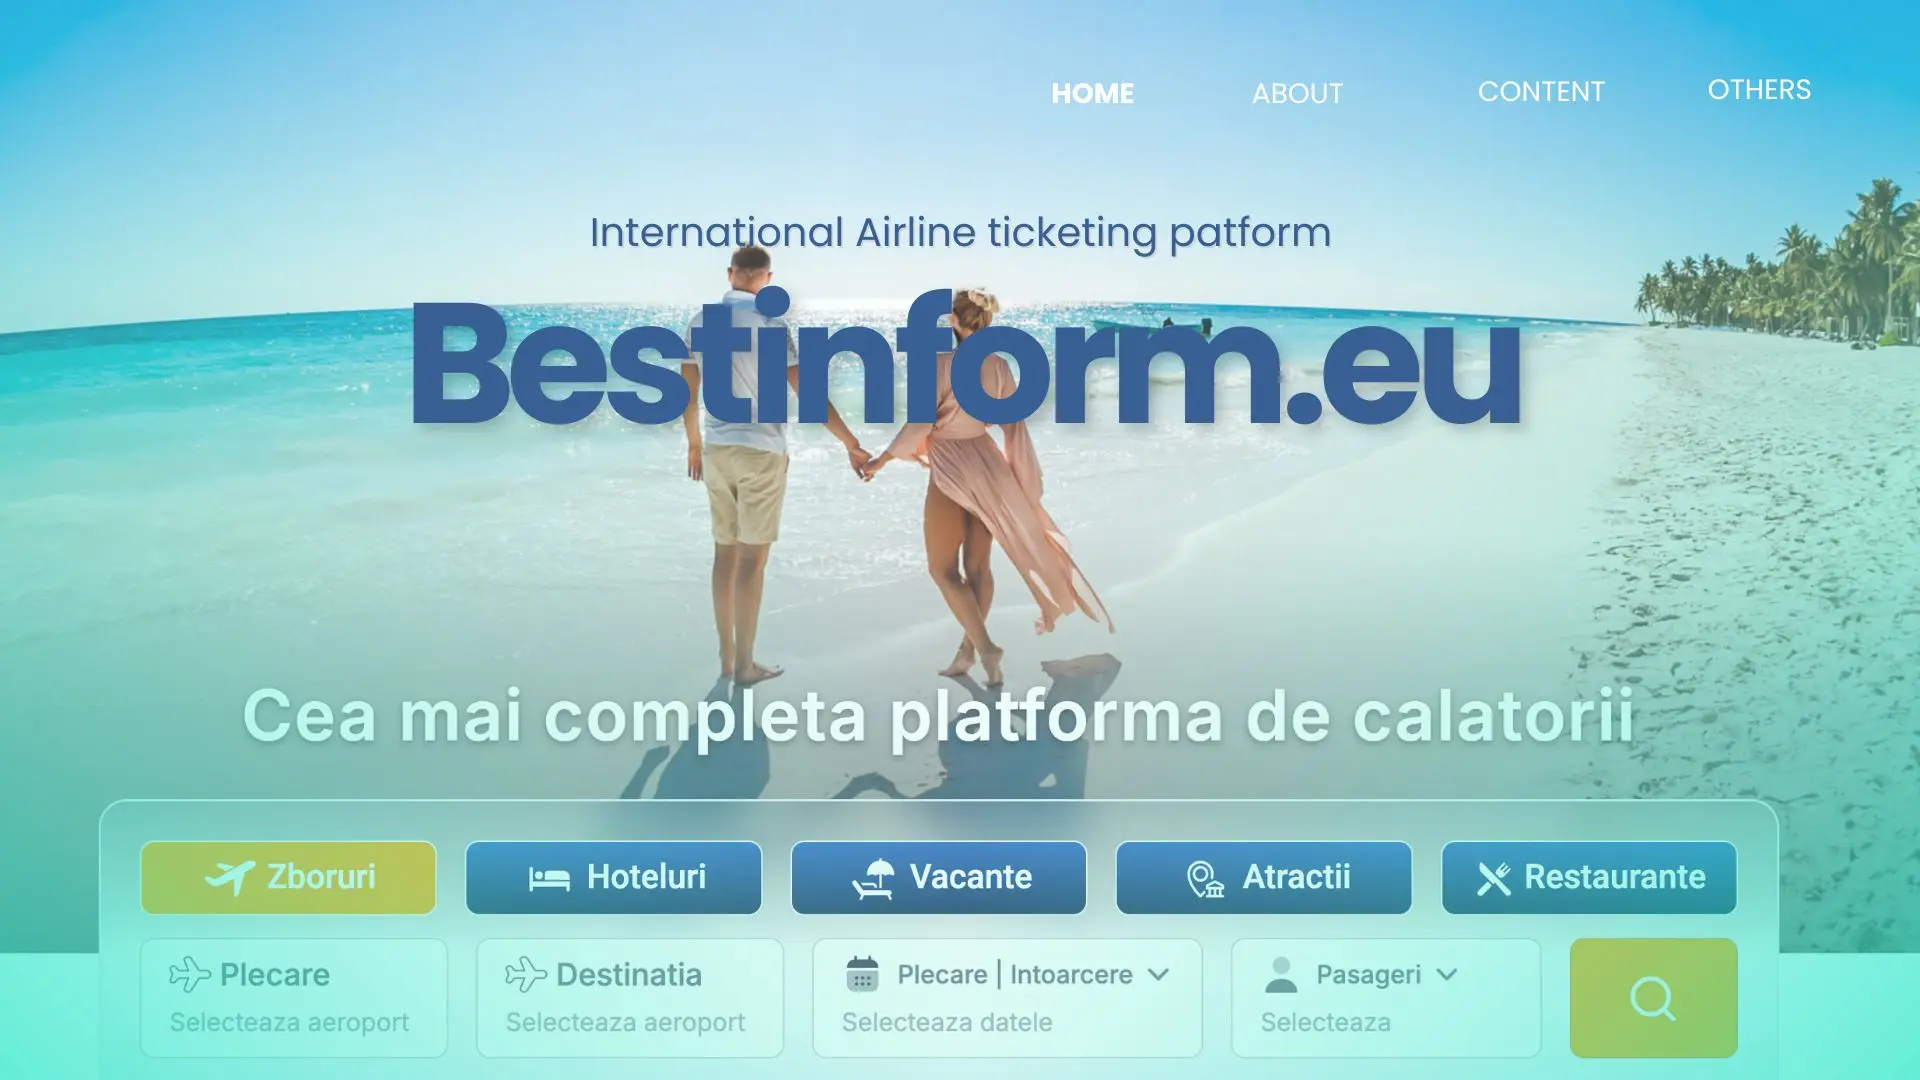 HOME ABOUT CONTENT OTHERS
International Airline ticketing patform
Bestinform.eu
Cea mai completa platforma de calatorii
Zboruri Hoteluri Vacante Atractii Restaurante
Plecare Destinatia Plecare | Intoarcere Pasageri
Selecteaza aeroport Selecteaza aeroport Selecteaza datele Selecteaza